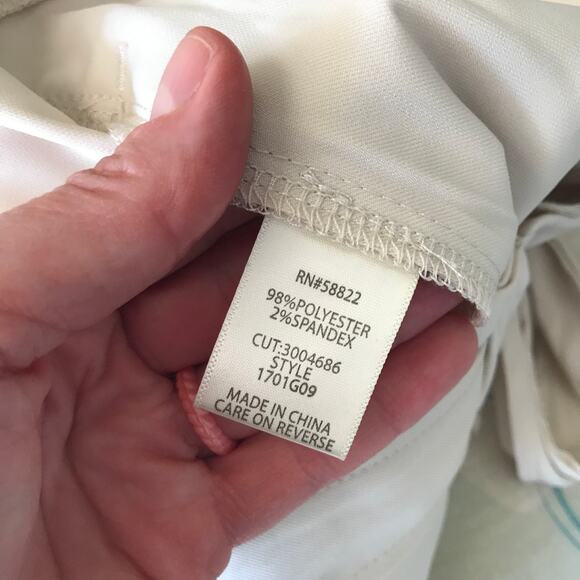 RN#58822
98%POLYESTER
2%SPANDEX
CUT:3004686
STYLE
1701G09
MADE IN CHINA
CARE ON REVERSE